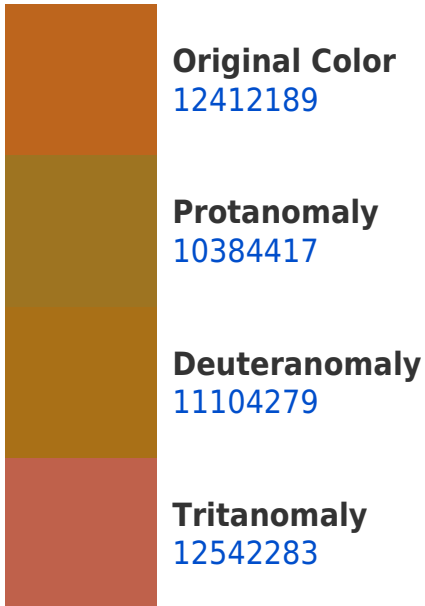 Original Color
12412189
Protanomaly
10384417
Deuteranomaly
11104279
Tritanomaly
12542283